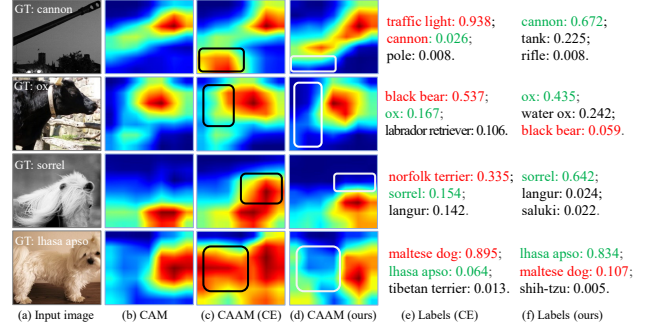 GT: cannon
traffic light: 0.938;
cannon: 0.026;
pole: 0.008.
cannon: 0.672;
tank: 0.225;
rifle: 0.008.
GT: ox
black bear: 0.537;
ox: 0.167;
labrador retriever: 0.106.
ox: 0.435;
water ox: 0.242;
black bear: 0.059.
GT: sorrel
norfolk terrier: 0.335;
sorrel: 0.154;
langur: 0.142.
sorrel: 0.642;
langur: 0.024;
saluki: 0.022.
GT: lhasa apso
maltese dog: 0.895;
lhasa apso: 0.064;
tibetan terrier: 0.013.
lhasa apso: 0.834;
maltese dog: 0.107;
shih-tzu: 0.005.
(a) Input image
(b) CAM
(c) CAAM (CE)
(d) CAAM (ours)
(e) Labels (CE)
(f) Labels (ours)